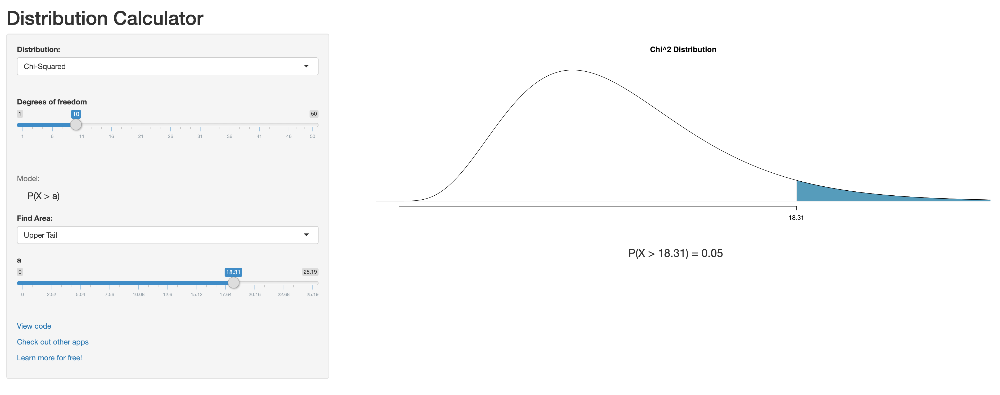 Distribution Calculator
Distribution:
Chi-Squared
Degrees of freedom
1 10 50
1 6 11 16 21 26 31 36 41 46 50
Model:
P(X > a)
Find Area:
Upper Tail
a
0 18.31 25.19
0 2.52 5.04 7.56 10.08 12.6 15.12 17.64 20.16 22.68 25.19
View code
Check out other apps
Learn more for free!
Chi^2 Distribution
18.31
P(X > 18.31) = 0.05